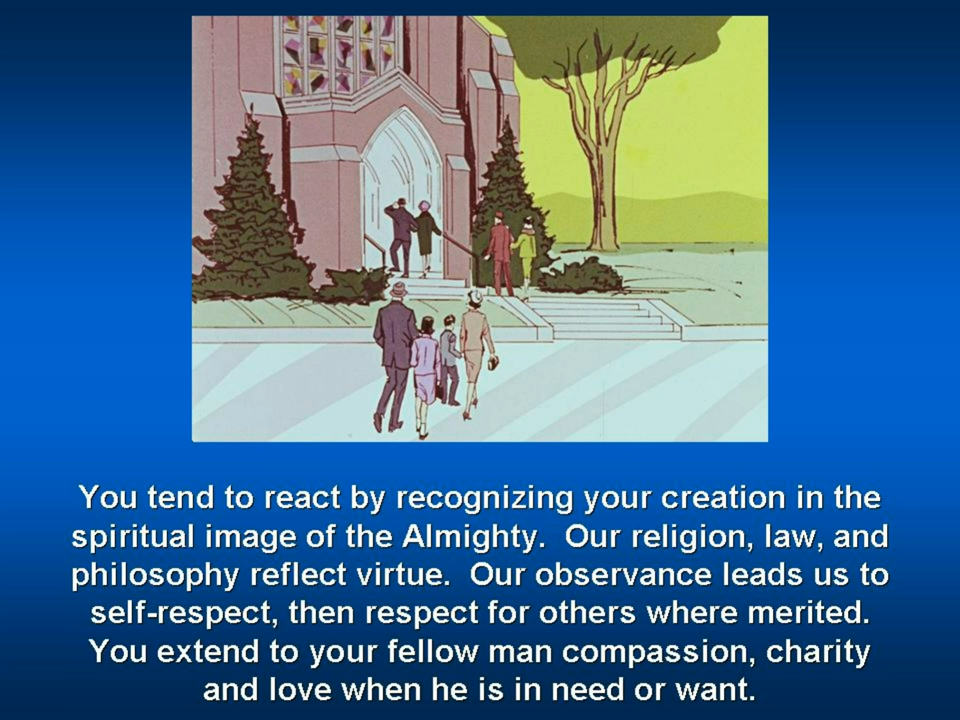 You tend to react by recognizing your creation in the
spiritual image of the Almighty.  Our religion, law, and
philosophy reflect virtue.  Our observance leads us to
self-respect, then respect for others where merited.
You extend to your fellow man compassion, charity
and love when he is in need or want.